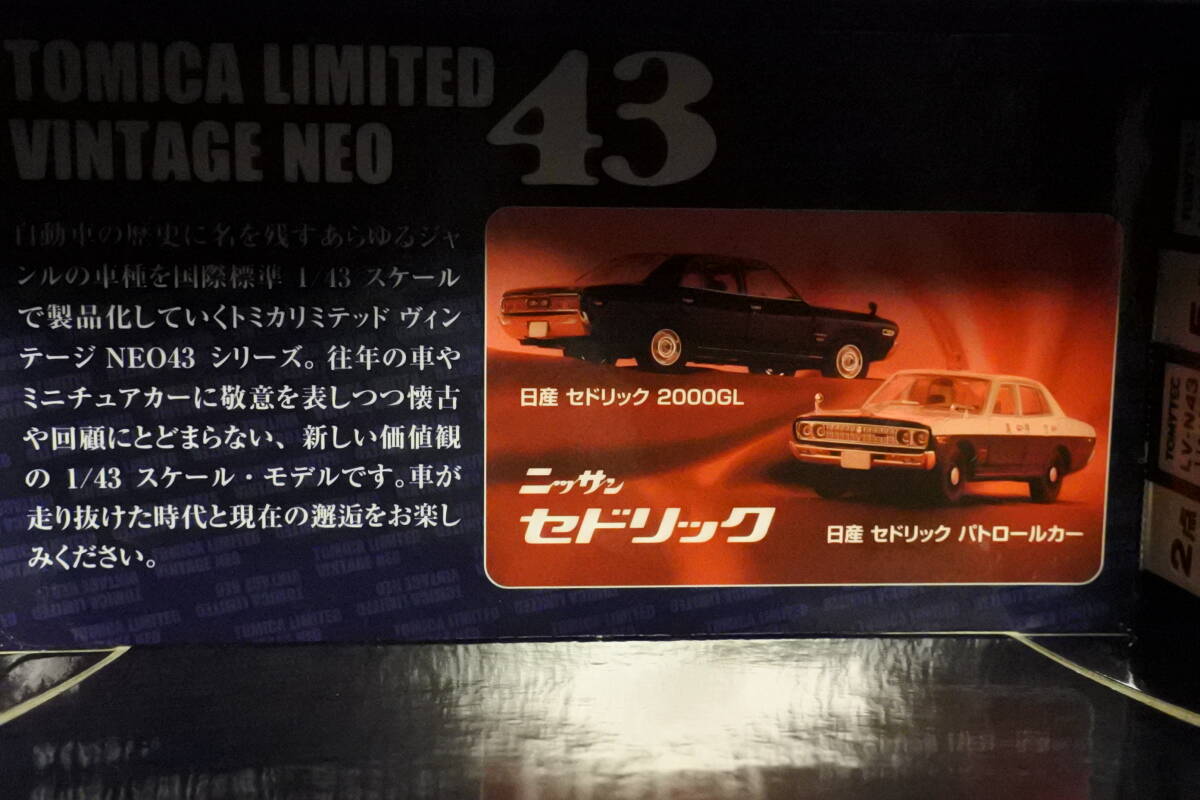 TOMICA LIMITED
VINTAGE NEO
43
自動車の歴史に名を残すあらゆるジャ
ンルの車種を国際標準 1/43 スケール
で製品化していくトミカリミテッド ヴィン
テージ NEO43 シリーズ。往年の車や
ミニチュアカーに敬意を表しつつ懐古
や回顧にとどまらない、新しい価値観
の 1/43 スケール・モデルです。車が
走り抜けた時代と現在の邂逅をお楽し
みください。
日産 セドリック 2000GL
ニッサン
セドリック
日産 セドリック パトロールカー
TOMYTEC
LV-N43